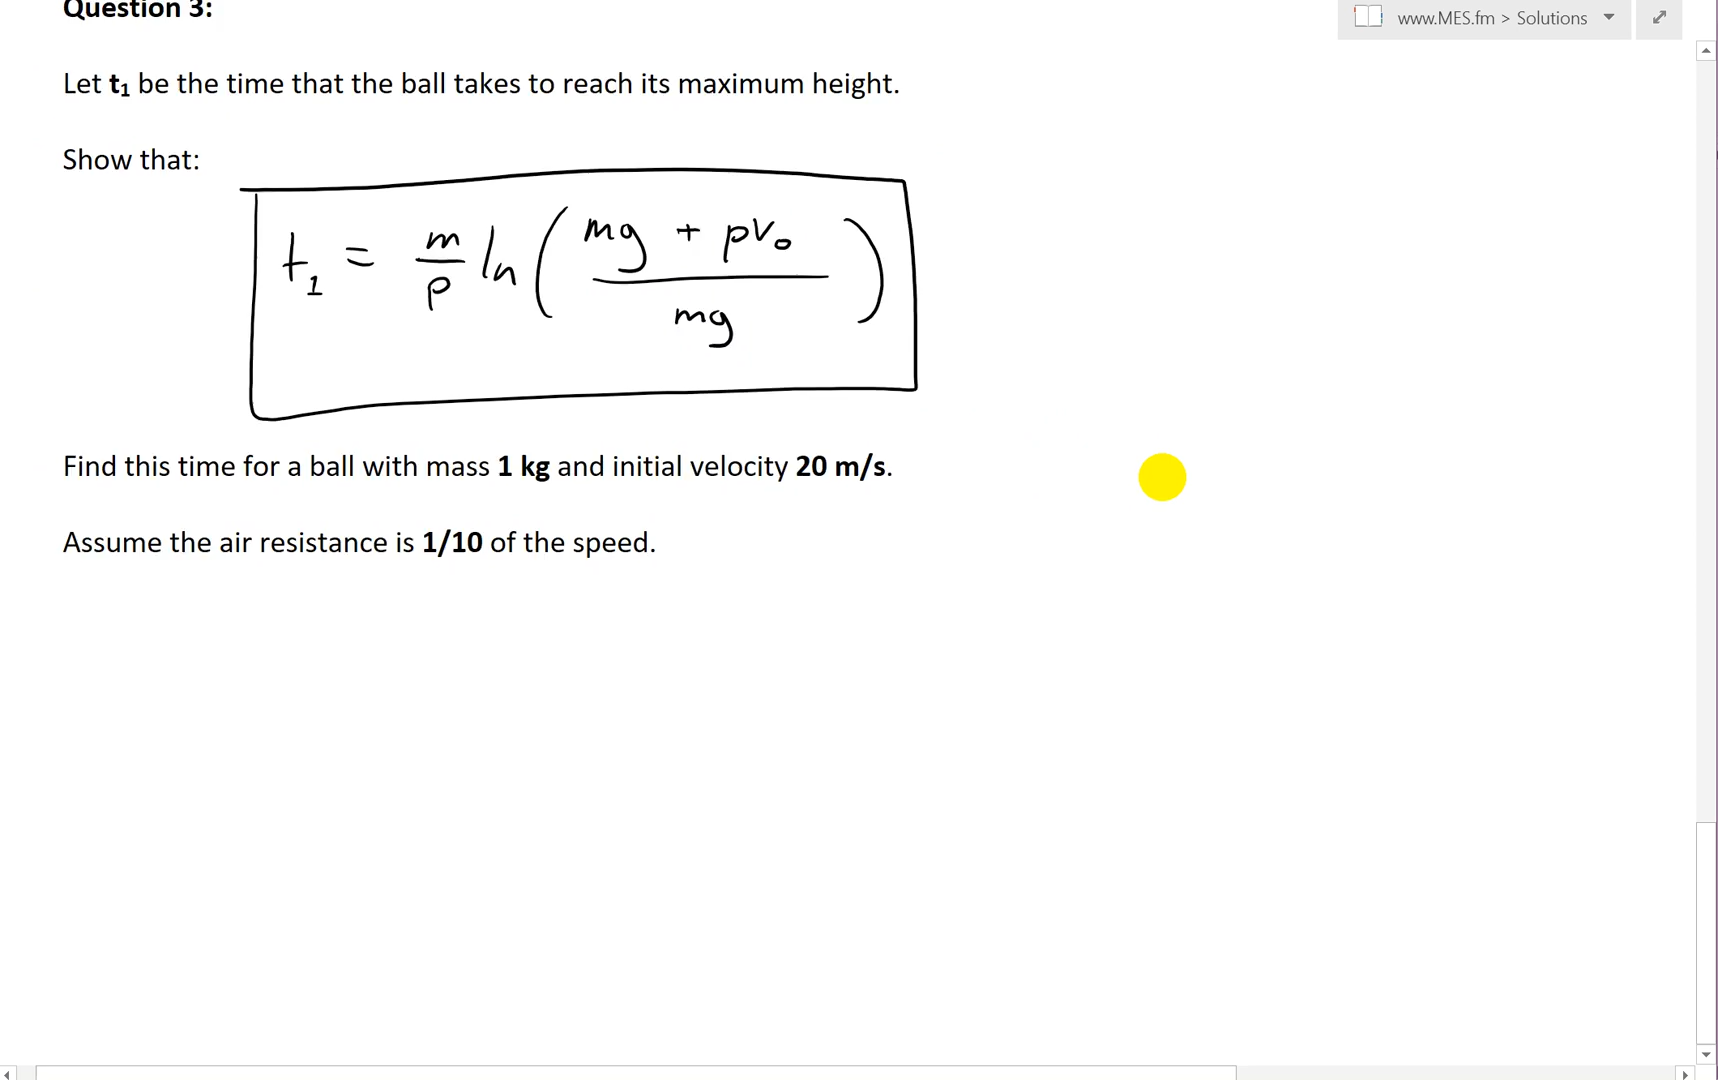 Question 3:
www.MES.fm > Solutions
Let t₁ be the time that the ball takes to reach its maximum height.
Show that:
t₁ = m/p ln( (mg + pv₀) / mg )
Find this time for a ball with mass 1 kg and initial velocity 20 m/s.
Assume the air resistance is 1/10 of the speed.